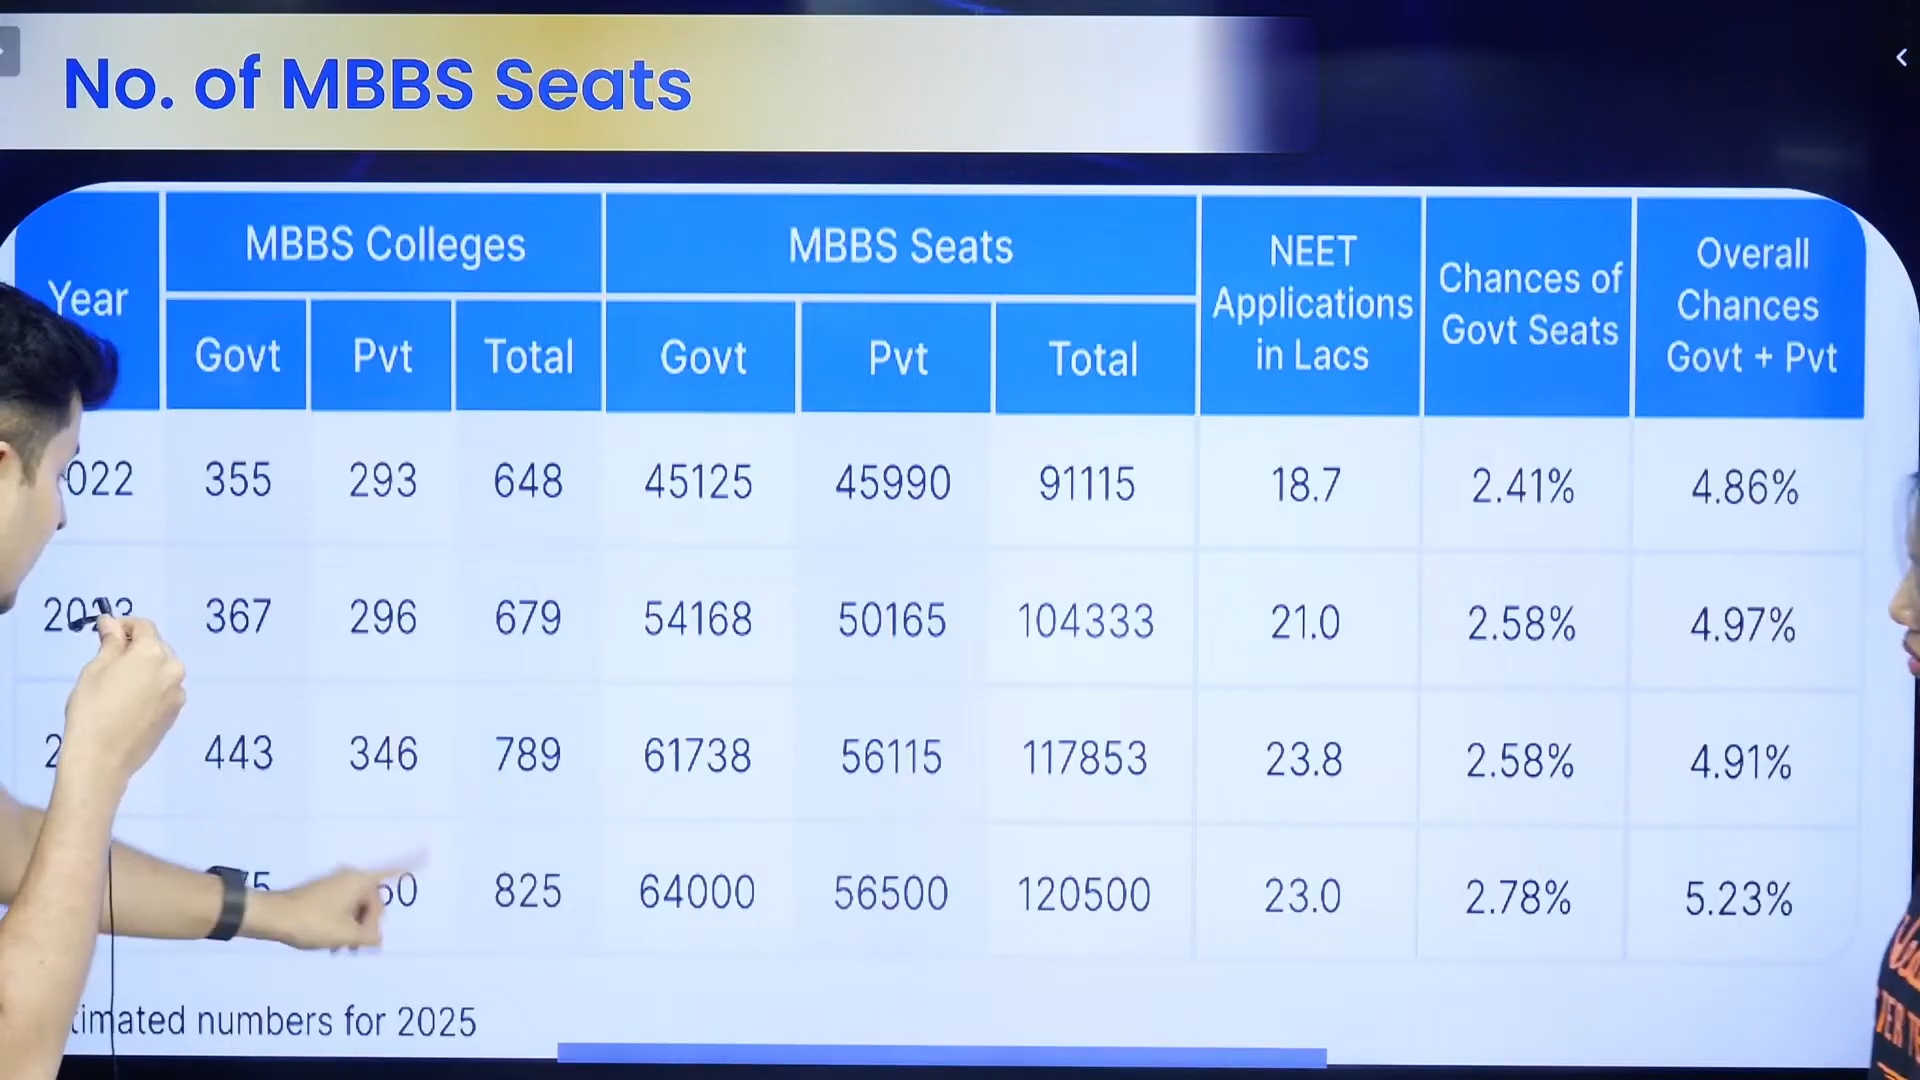 No. of MBBS Seats
Year MBBS Colleges MBBS Seats NEET Applications in Lacs Chances of Govt Seats Overall Chances Govt + Pvt
Govt Pvt Total Govt Pvt Total
022 355 293 648 45125 45990 91115 18.7 2.41% 4.86%
2023 367 296 679 54168 50165 104333 21.0 2.58% 4.97%
443 346 789 61738 56115 117853 23.8 2.58% 4.91%
825 64000 56500 120500 23.0 2.78% 5.23%
timated numbers for 2025